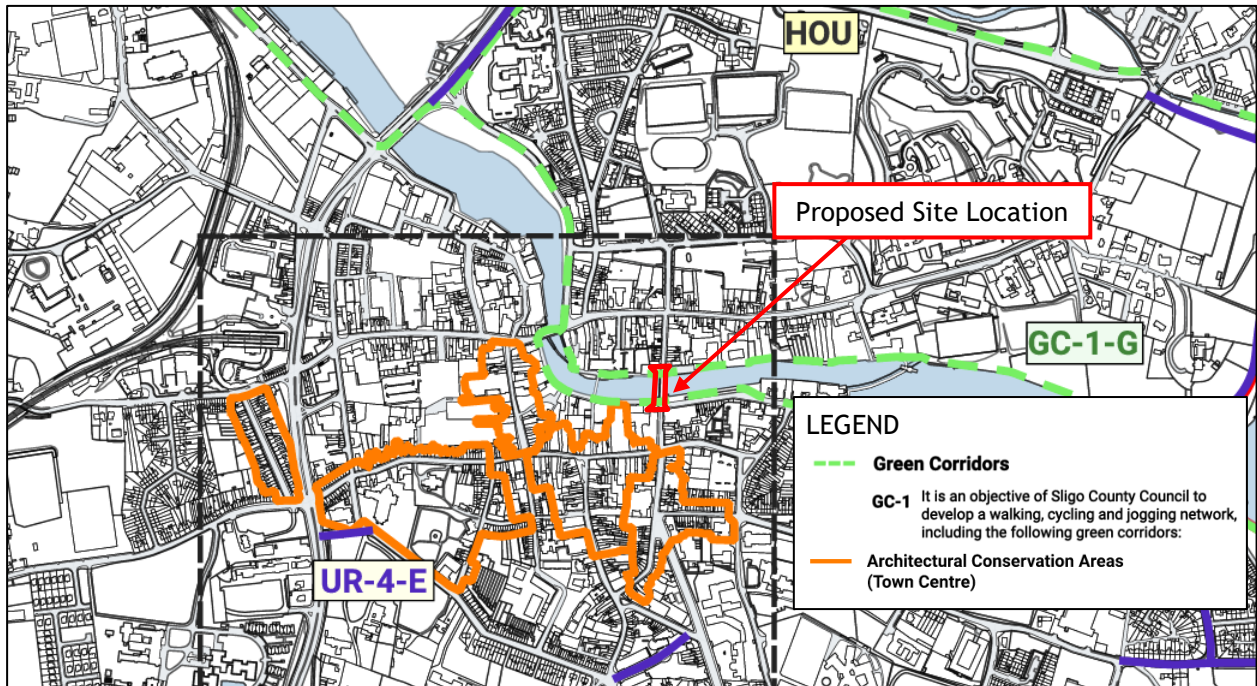 HOU
Proposed Site Location
GC-1-G
LEGEND
Green Corridors
GC-1 It is an objective of Sligo County Council to
develop a walking, cycling and jogging network,
including the following green corridors:
Architectural Conservation Areas
(Town Centre)
UR-4-E